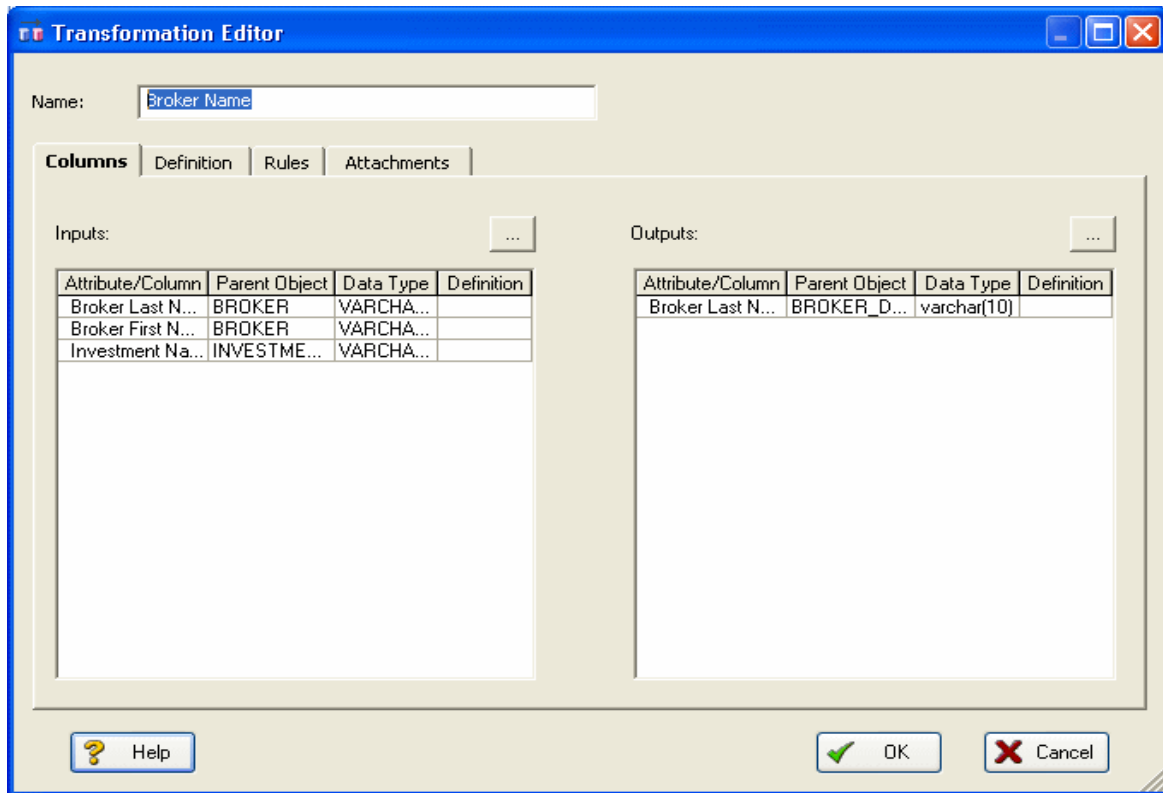 Transformation Editor
Name: Broker Name
Columns Definition Rules Attachments
Inputs: ... Outputs: ...
Attribute/Column Parent Object Data Type Definition Attribute/Column Parent Object Data Type Definition
Broker Last N... BROKER VARCHA... Broker Last N... BROKER_D... varchar(10)
Broker First N... BROKER VARCHA...
Investment Na... INVESTME... VARCHA...
? Help OK Cancel